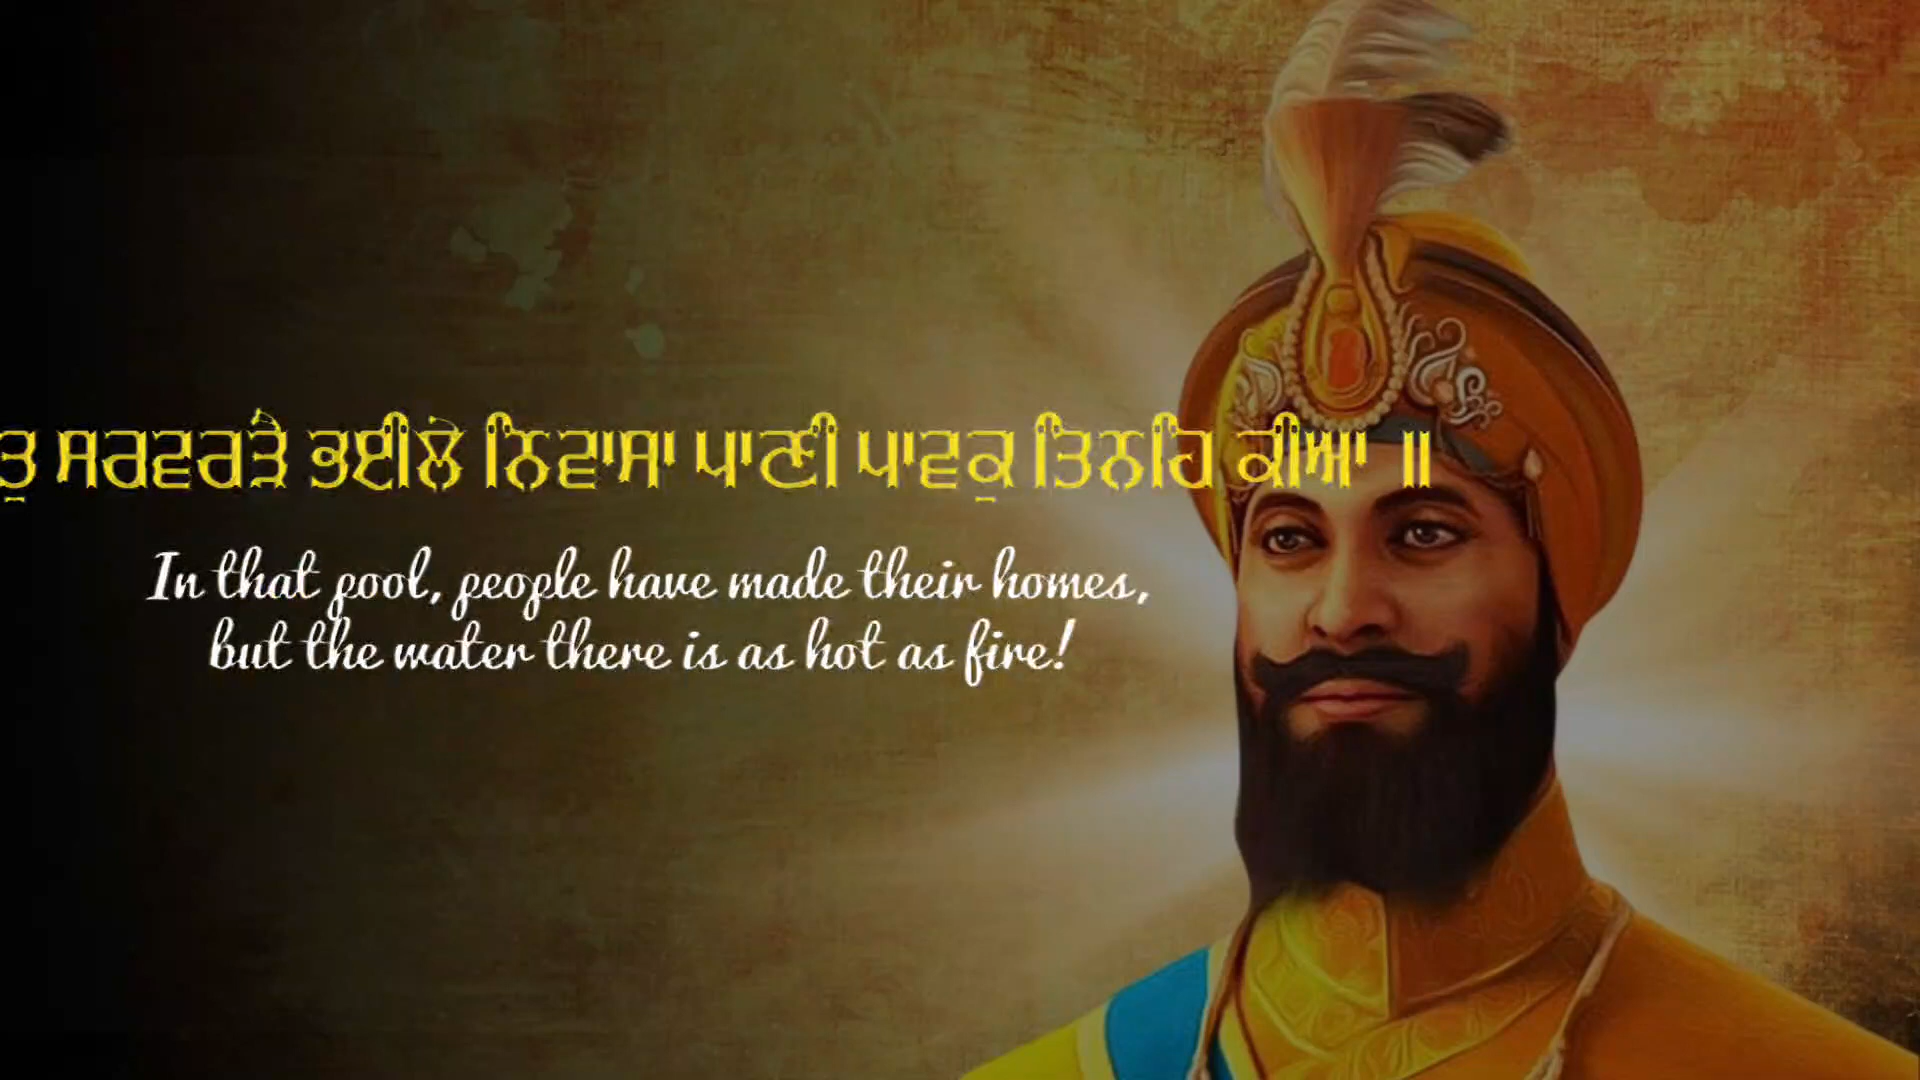 ਸਰਵਰੜੈ ਭਈਲੇ ਨਿਵਾਸਾ ਪਾਣੀ ਪਾਵਕੁ ਤਿਨਹਿ ਕੀਆ ॥
In that pool, people have made their homes,
but the water there is as hot as fire!